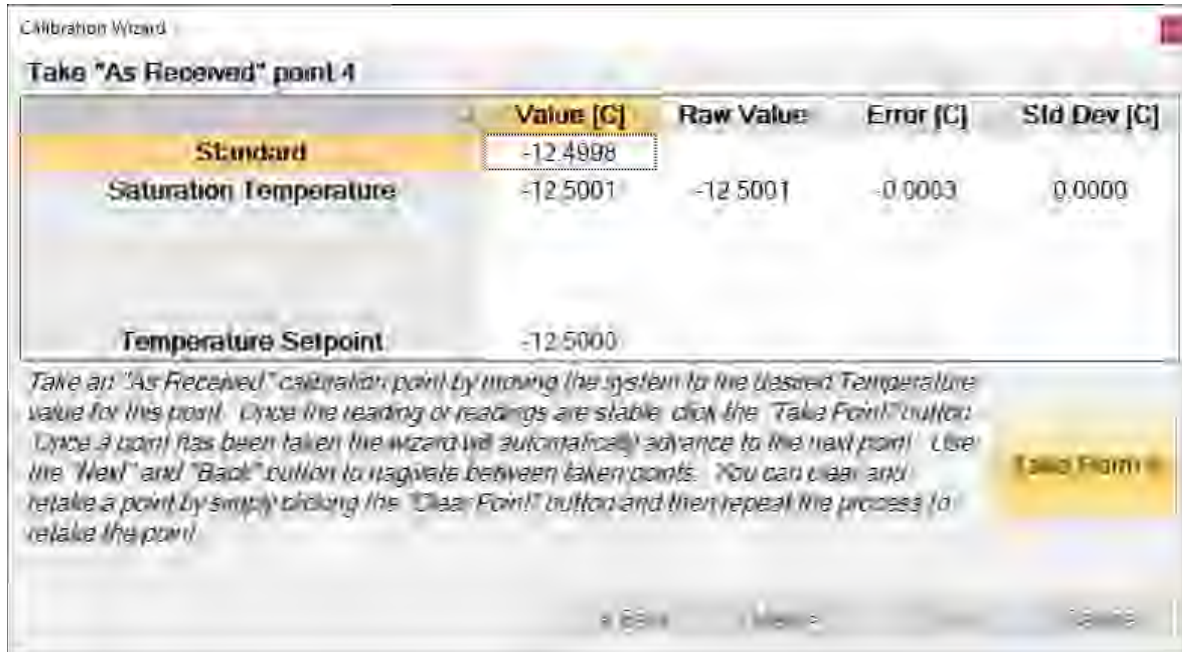 Calibration Wizard
Take "As Received" point 4
Value [C] Raw Value Error [C] Std Dev [C]
Standard -12.4998
Saturation Temperature -12.5001 -12.5001 -0.0003 0.0000
Temperature Setpoint -12.5000
Take an "As Received" calibration point by moving the system to the desired Temperature
value for this point. Once the reading or readings are stable, click the "Take Point" button.
Once a point has been taken the wizard will automatically advance to the next point. Use
the "Next" and "Back" button to nagivate between taken points. You can clear and
retake a point by simply clicking the "Clear Point" button and then repeat the process to
retake the point.
Take Point 4
< Back